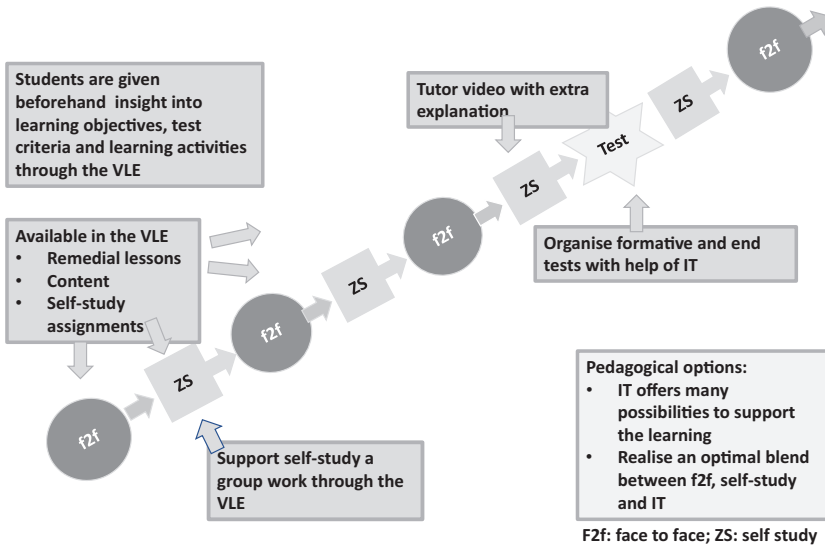 f2f
Students are given
beforehand insight into
learning objectives, test
criteria and learning activities
through the VLE
Tutor video with extra
explanation
ZS
Test
ZS
f2f
Available in the VLE
• Remedial lessons
• Content
• Self-study
assignments
Organise formative and end
tests with help of IT
ZS
f2f
ZS
f2f
Pedagogical options:
• IT offers many
possibilities to support
the learning
• Realise an optimal blend
between f2f, self-study
and IT
Support self-study a
group work through the
VLE
F2f: face to face; ZS: self study